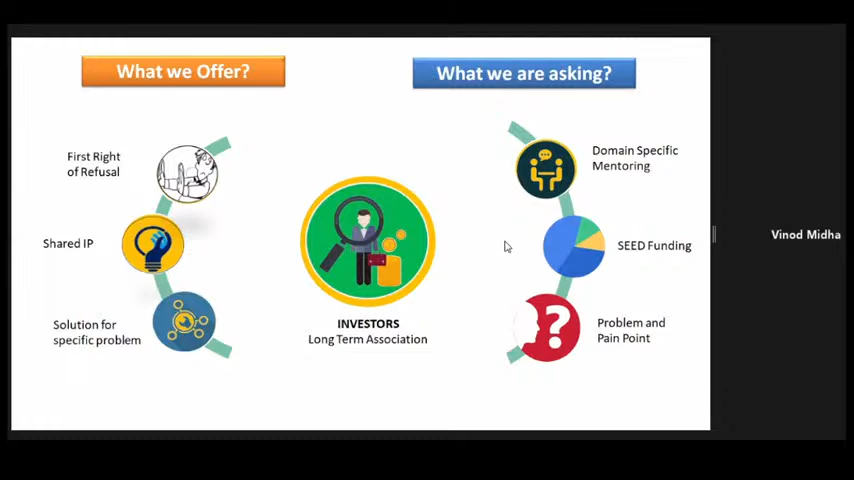 What we Offer?
What we are asking?
First Right
of Refusal
Shared IP
Solution for
specific problem
INVESTORS
Long Term Association
Domain Specific
Mentoring
SEED Funding
Problem and
Pain Point
Vinod Midha